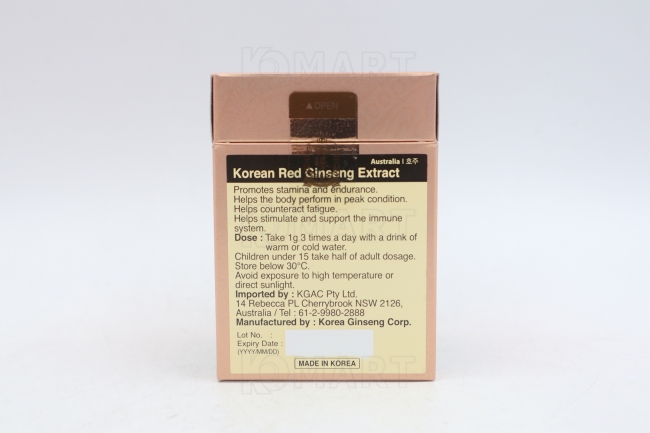 KOMART
▲OPEN
Australia | 호주
Korean Red Ginseng Extract
Promotes stamina and endurance.
Helps the body perform in peak condition.
Helps counteract fatigue.
Helps stimulate and support the immune
system.
Dose : Take 1g 3 times a day with a drink of
warm or cold water.
Children under 15 take half of adult dosage.
Store below 30°C.
Avoid exposure to high temperature or
direct sunlight.
Imported by : KGAC Pty Ltd.
14 Rebecca PL Cherrybrook NSW 2126,
Australia / Tel : 61-2-9980-2888
Manufactured by : Korea Ginseng Corp.
Lot No. :
Expiry Date :
(YYYY/MM/DD)
MADE IN KOREA
KOMART